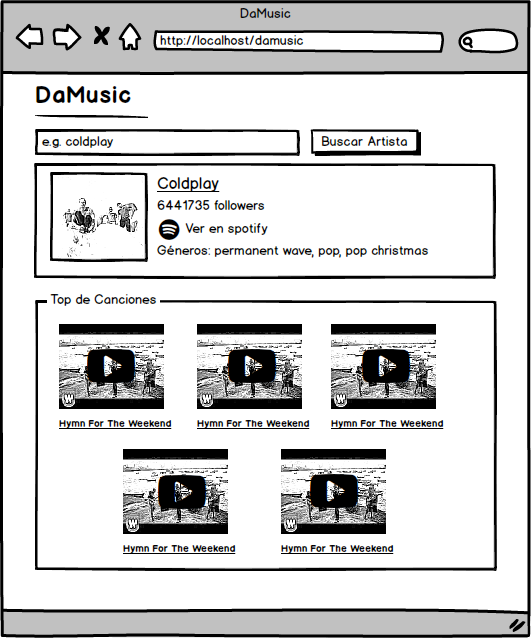 DaMusic
http://localhost/damusic
DaMusic
e.g. coldplay
Buscar Artista
Coldplay
6441735 followers
Ver en spotify
Géneros: permanent wave, pop, pop christmas
Top de Canciones
Hymn For The Weekend
Hymn For The Weekend
Hymn For The Weekend
Hymn For The Weekend
Hymn For The Weekend